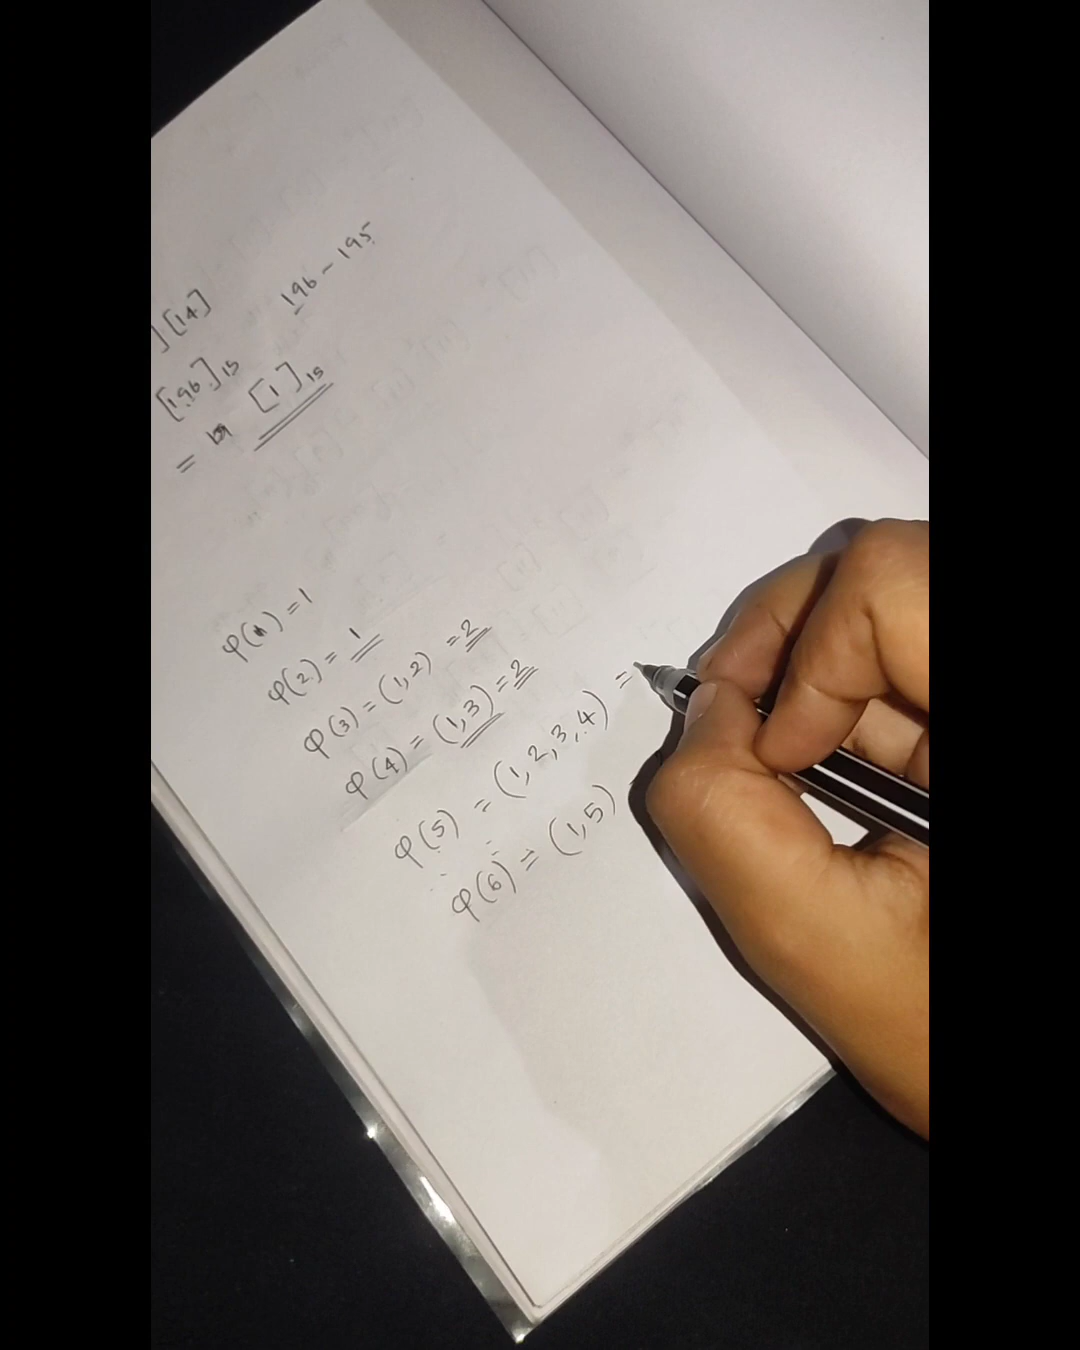 ] [14]
[196]15 196 - 195
= [1]15
φ(1) = 1
φ(2) = 1
φ(3) = (1,2) = 2
φ(4) = (1,3) = 2
φ(5) = (1,2,3,4) =
φ(6) = (1,5)